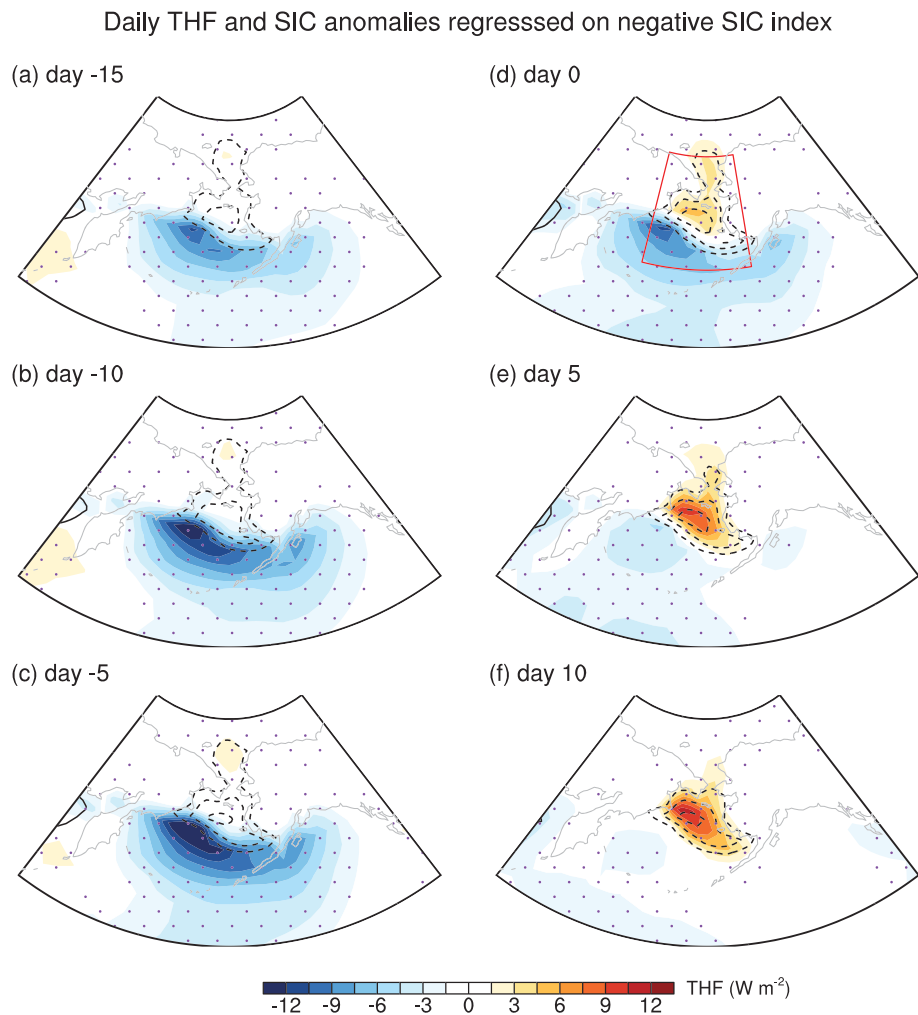 Daily THF and SIC anomalies regresssed on negative SIC index
(a) day -15
(d) day 0
(b) day -10
(e) day 5
(c) day -5
(f) day 10
-12 -9 -6 -3 0 3 6 9 12 THF (W m⁻²)